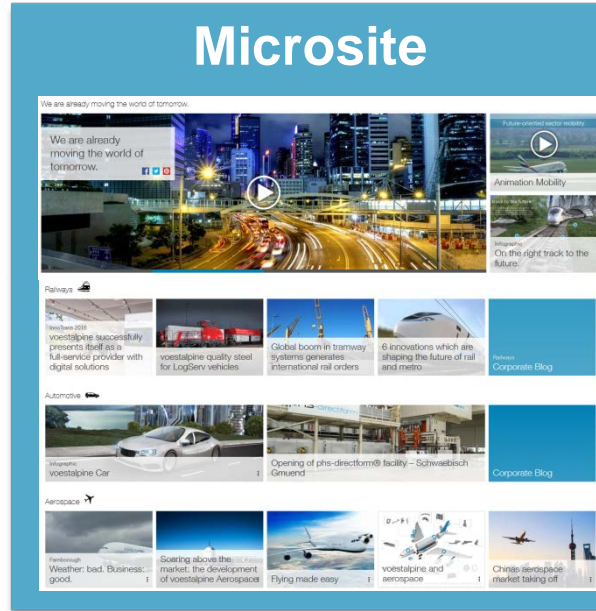 Microsite
We are already moving the world of tomorrow.
We are already
moving the world of
tomorrow.
Future-oriented sector mobility
Animation Mobility
Infographic
On the right track to the
future.
Railways
InnoTrans 2016
voestalpine successfully
presents itself as a
full-service provider with
digital solutions
voestalpine quality steel
for LogServ vehicles
Global boom in tramway
systems generates
international rail orders
6 innovations which are
shaping the future of rail
and metro
Railways
Corporate Blog
Automotive
Infographic
voestalpine Car
Opening of phs-directform® facility – Schwaebisch
Gmuend
Corporate Blog
Aerospace
Farnborough
Weather: bad. Business:
good.
Soaring above the
market: the development
of voestalpine Aerospace
Flying made easy
voestalpine and
aerospace
Chinas aerospace
market taking off